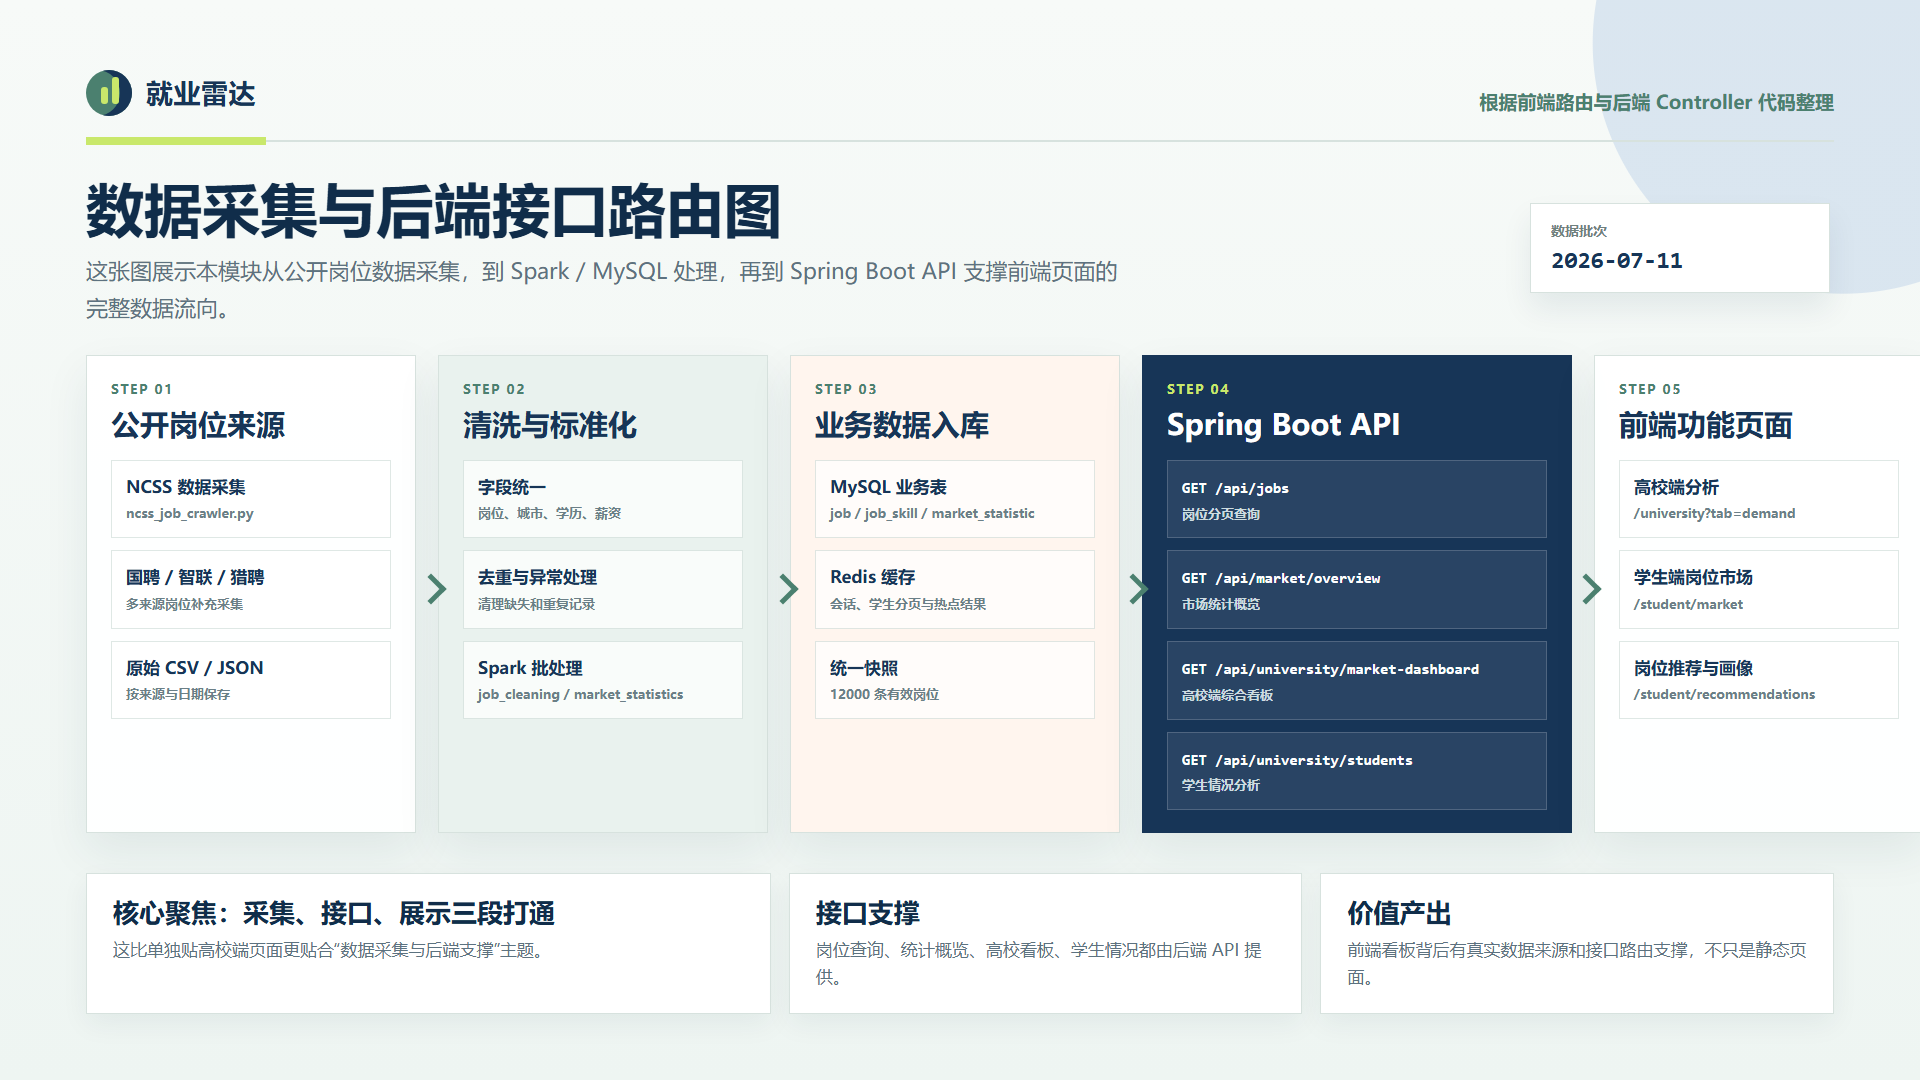 就业雷达
根据前端路由与后端 Controller 代码整理
数据采集与后端接口路由图
这张图展示本模块从公开岗位数据采集，到 Spark / MySQL 处理，再到 Spring Boot API 支撑前端页面的
完整数据流向。
数据批次
2026-07-11
STEP 01
公开岗位来源
NCSS 数据采集
ncss_job_crawler.py
国聘 / 智联 / 猎聘
多来源岗位补充采集
原始 CSV / JSON
按来源与日期保存
STEP 02
清洗与标准化
字段统一
岗位、城市、学历、薪资
去重与异常处理
清理缺失和重复记录
Spark 批处理
job_cleaning / market_statistics
STEP 03
业务数据入库
MySQL 业务表
job / job_skill / market_statistic
Redis 缓存
会话、学生分页与热点结果
统一快照
12000 条有效岗位
STEP 04
Spring Boot API
GET /api/jobs
岗位分页查询
GET /api/market/overview
市场统计概览
GET /api/university/market-dashboard
高校端综合看板
GET /api/university/students
学生情况分析
STEP 05
前端功能页面
高校端分析
/university?tab=demand
学生端岗位市场
/student/market
岗位推荐与画像
/student/recommendations
核心聚焦：采集、接口、展示三段打通
这比单独贴高校端页面更贴合“数据采集与后端支撑”主题。
接口支撑
岗位查询、统计概览、高校看板、学生情况都由后端 API 提
供。
价值产出
前端看板背后有真实数据来源和接口路由支撑，不只是静态页
面。